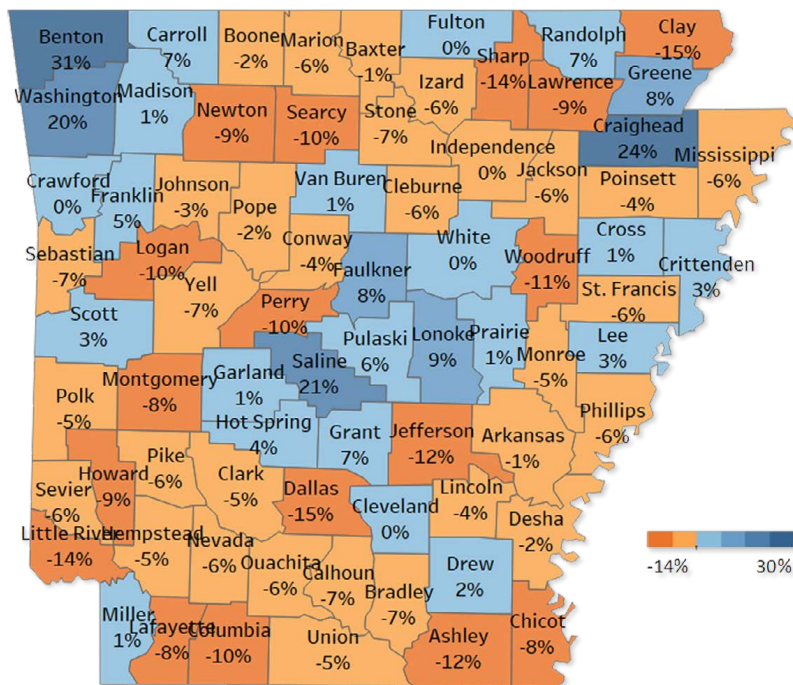 Benton
31%
Carroll
7%
Boone
-2%
Marion
-6%
Baxter
-1%
Fulton
0%
Sharp
-14%
Randolph
7%
Clay
-15%
Greene
8%
Washington
20%
Madison
1%
Newton
-9%
Searcy
-10%
Stone
-7%
Izard
-6%
Lawrence
-9%
Craighead
24%
Mississippi
-6%
Independence
0%
Jackson
-6%
Poinsett
-4%
Crawford
0%
Franklin
5%
Johnson
-3%
Pope
-2%
Van Buren
1%
Cleburne
-6%
Sebastian
-7%
Logan
-10%
Conway
-4%
Faulkner
8%
White
0%
Woodruff
-11%
Cross
1%
Crittenden
3%
St. Francis
-6%
Scott
3%
Yell
-7%
Perry
-10%
Pulaski
6%
Lonoke
9%
Prairie
1%
Monroe
-5%
Lee
3%
Polk
-5%
Montgomery
-8%
Garland
1%
Saline
21%
Hot Spring
4%
Grant
7%
Jefferson
-12%
Arkansas
-1%
Phillips
-6%
Sevier
-6%
Howard
-9%
Pike
-6%
Clark
-5%
Dallas
-15%
Cleveland
0%
Lincoln
-4%
Desha
-2%
Little River
-14%
Hempstead
-5%
Nevada
-6%
Ouachita
-6%
Calhoun
-7%
Bradley
-7%
Drew
2%
Chicot
-8%
Miller
1%
Lafayette
-8%
Columbia
-10%
Union
-5%
Ashley
-12%
-14%
30%